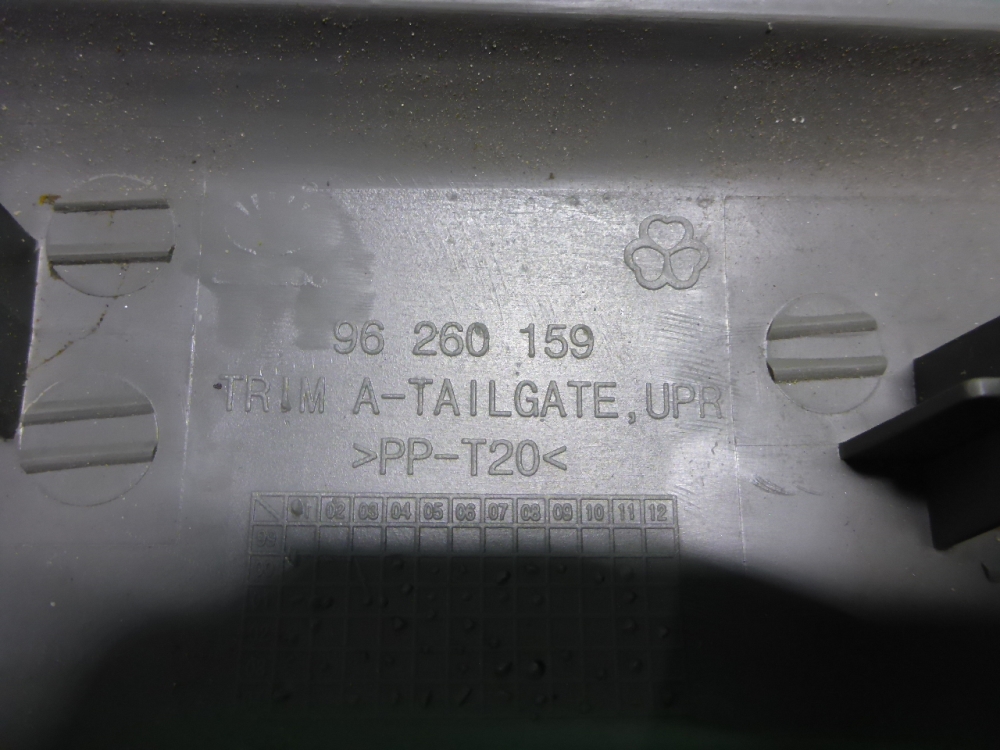 96 260 159
TRIM A-TAILGATE,UPR
>PP-T20<
01 02 03 04 05 06 07 08 09 10 11 12